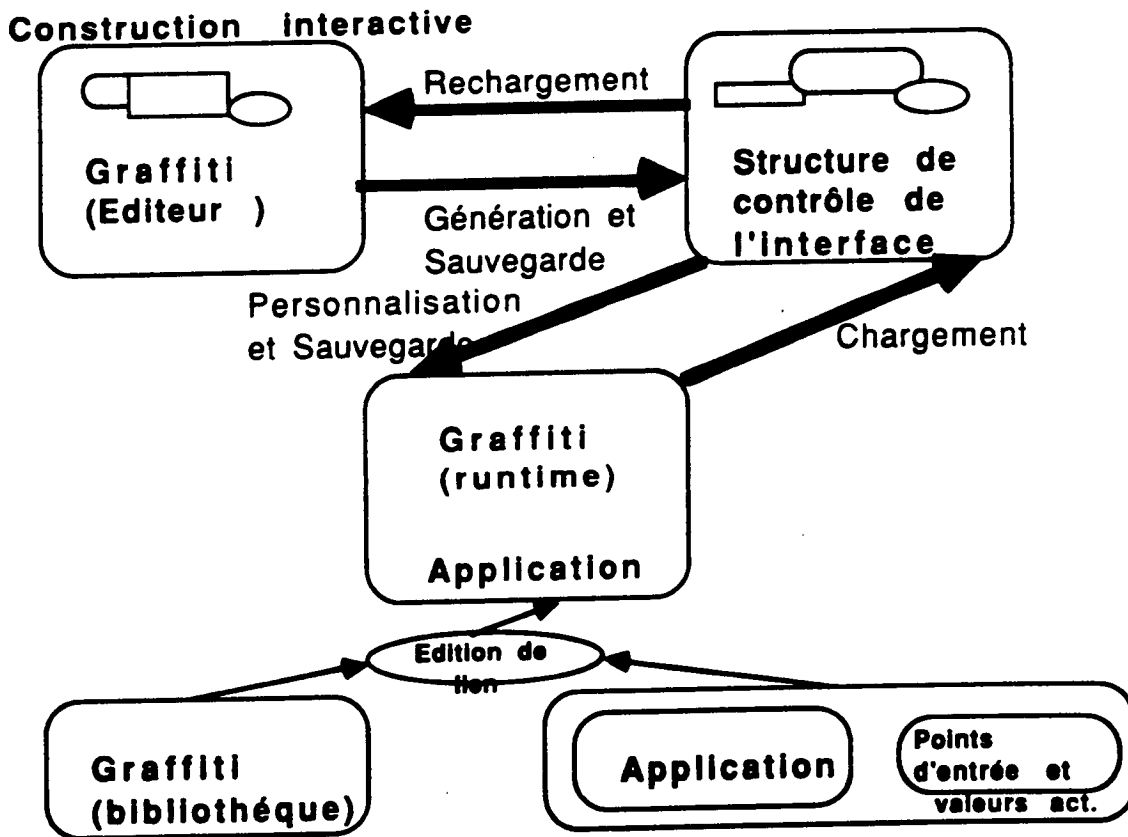 Construction interactive
Rechargement
Graffiti
(Editeur )
Structure de
contrôle de
l'interface
Génération et
Sauvegarde
Personnalisation
et Sauvegarde
Chargement
Graffiti
(runtime)
Application
Edition de
lien
Graffiti
(bibliothéque)
Application
Points
d'entrée et
valeurs act.